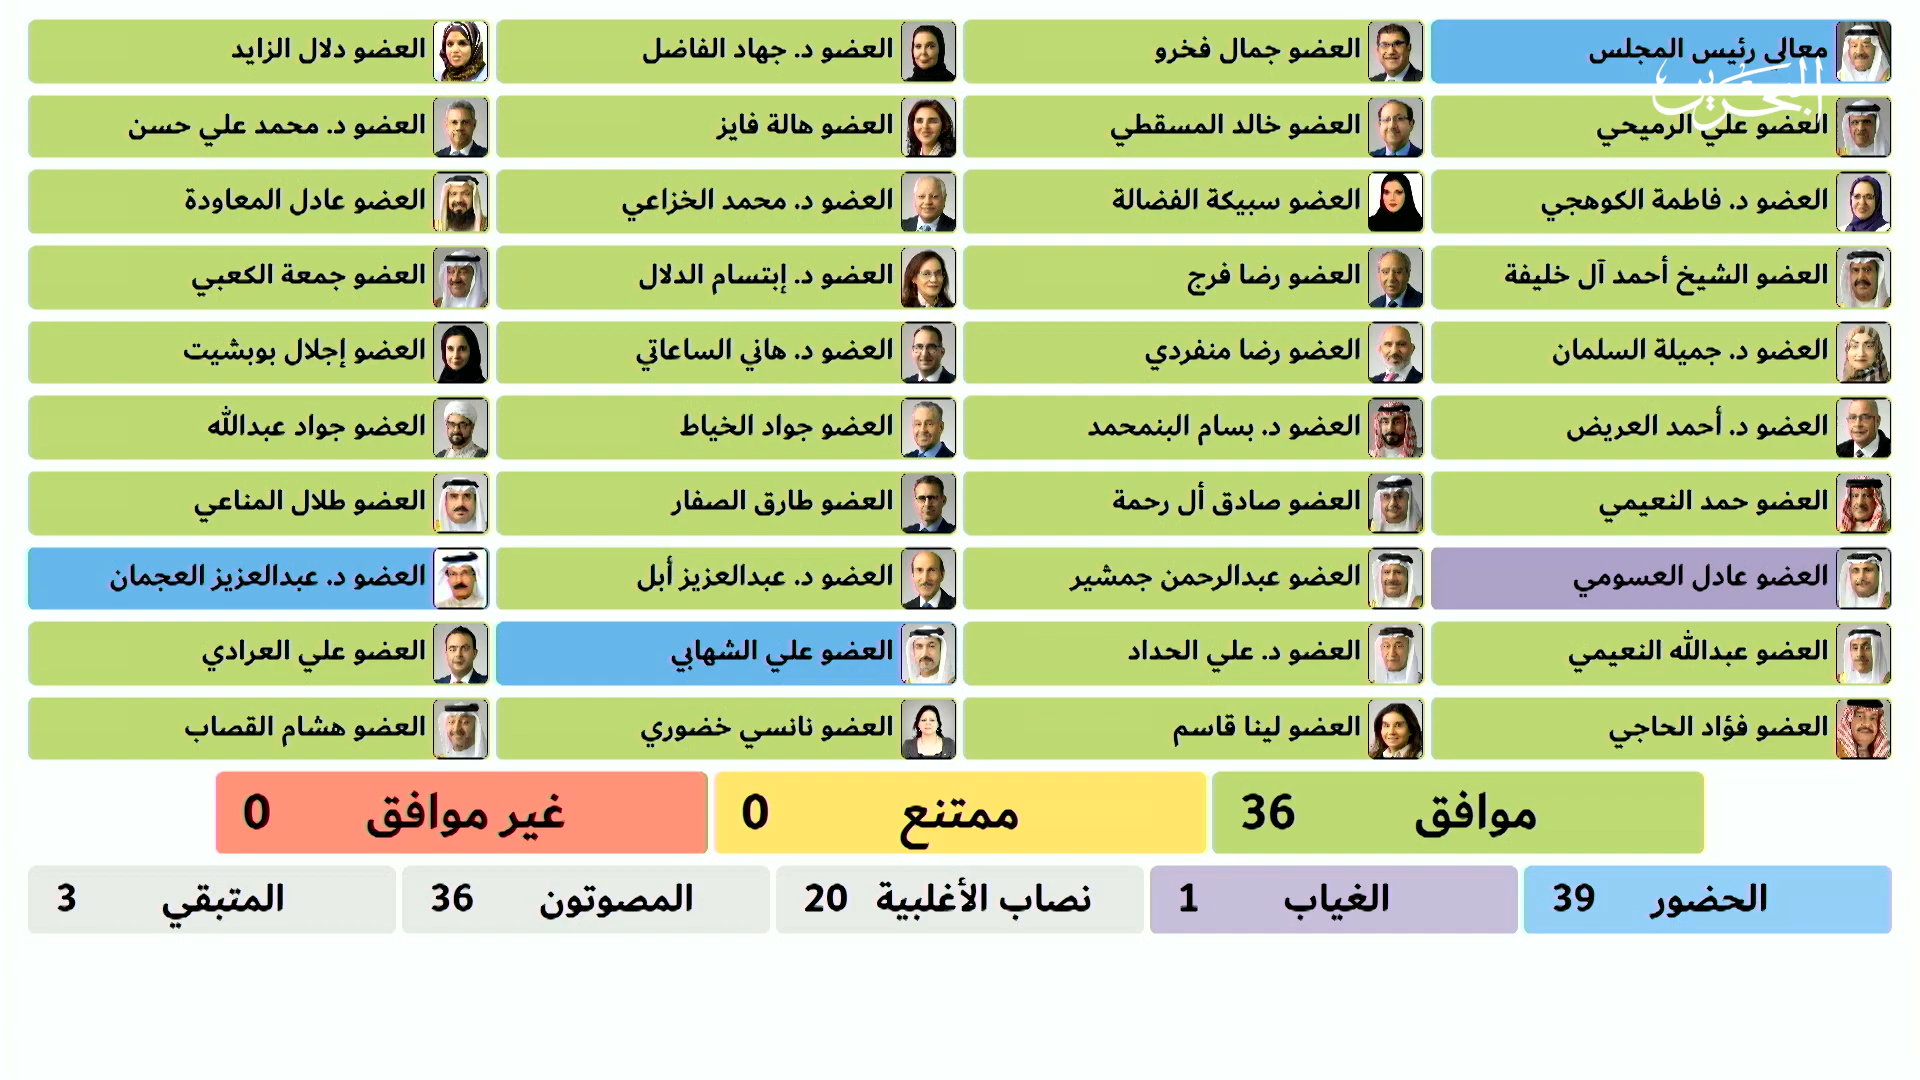 معالي رئيس المجلس العضو جمال فخرو العضو د. جهاد الفاضل العضو دلال الزايد
البحرين
العضو علي الرميحي العضو خالد المسقطي العضو هالة فايز العضو د. محمد علي حسن
العضو د. فاطمة الكوهجي العضو سبيكة الفضالة العضو د. محمد الخزاعي العضو عادل المعاودة
العضو الشيخ أحمد آل خليفة العضو رضا فرج العضو د. إبتسام الدلال العضو جمعة الكعبي
العضو د. جميلة السلمان العضو رضا منفردي العضو د. هاني الساعاتي العضو إجلال بوبشيت
العضو د. أحمد العريض العضو د. بسام البنمحمد العضو جواد الخياط العضو جواد عبدالله
العضو حمد النعيمي العضو صادق أل رحمة العضو طارق الصفار العضو طلال المناعي
العضو عادل العسومي العضو عبدالرحمن جمشير العضو د. عبدالعزيز أبل العضو د. عبدالعزيز العجمان
العضو عبدالله النعيمي العضو د. علي الحداد العضو علي الشهابي العضو علي العرادي
العضو فؤاد الحاجي العضو لينا قاسم العضو نانسي خضوري العضو هشام القصاب
موافق 36 ممتنع 0 غير موافق 0
الحضور 39 الغياب 1 نصاب الأغلبية 20 المصوتون 36 المتبقي 3